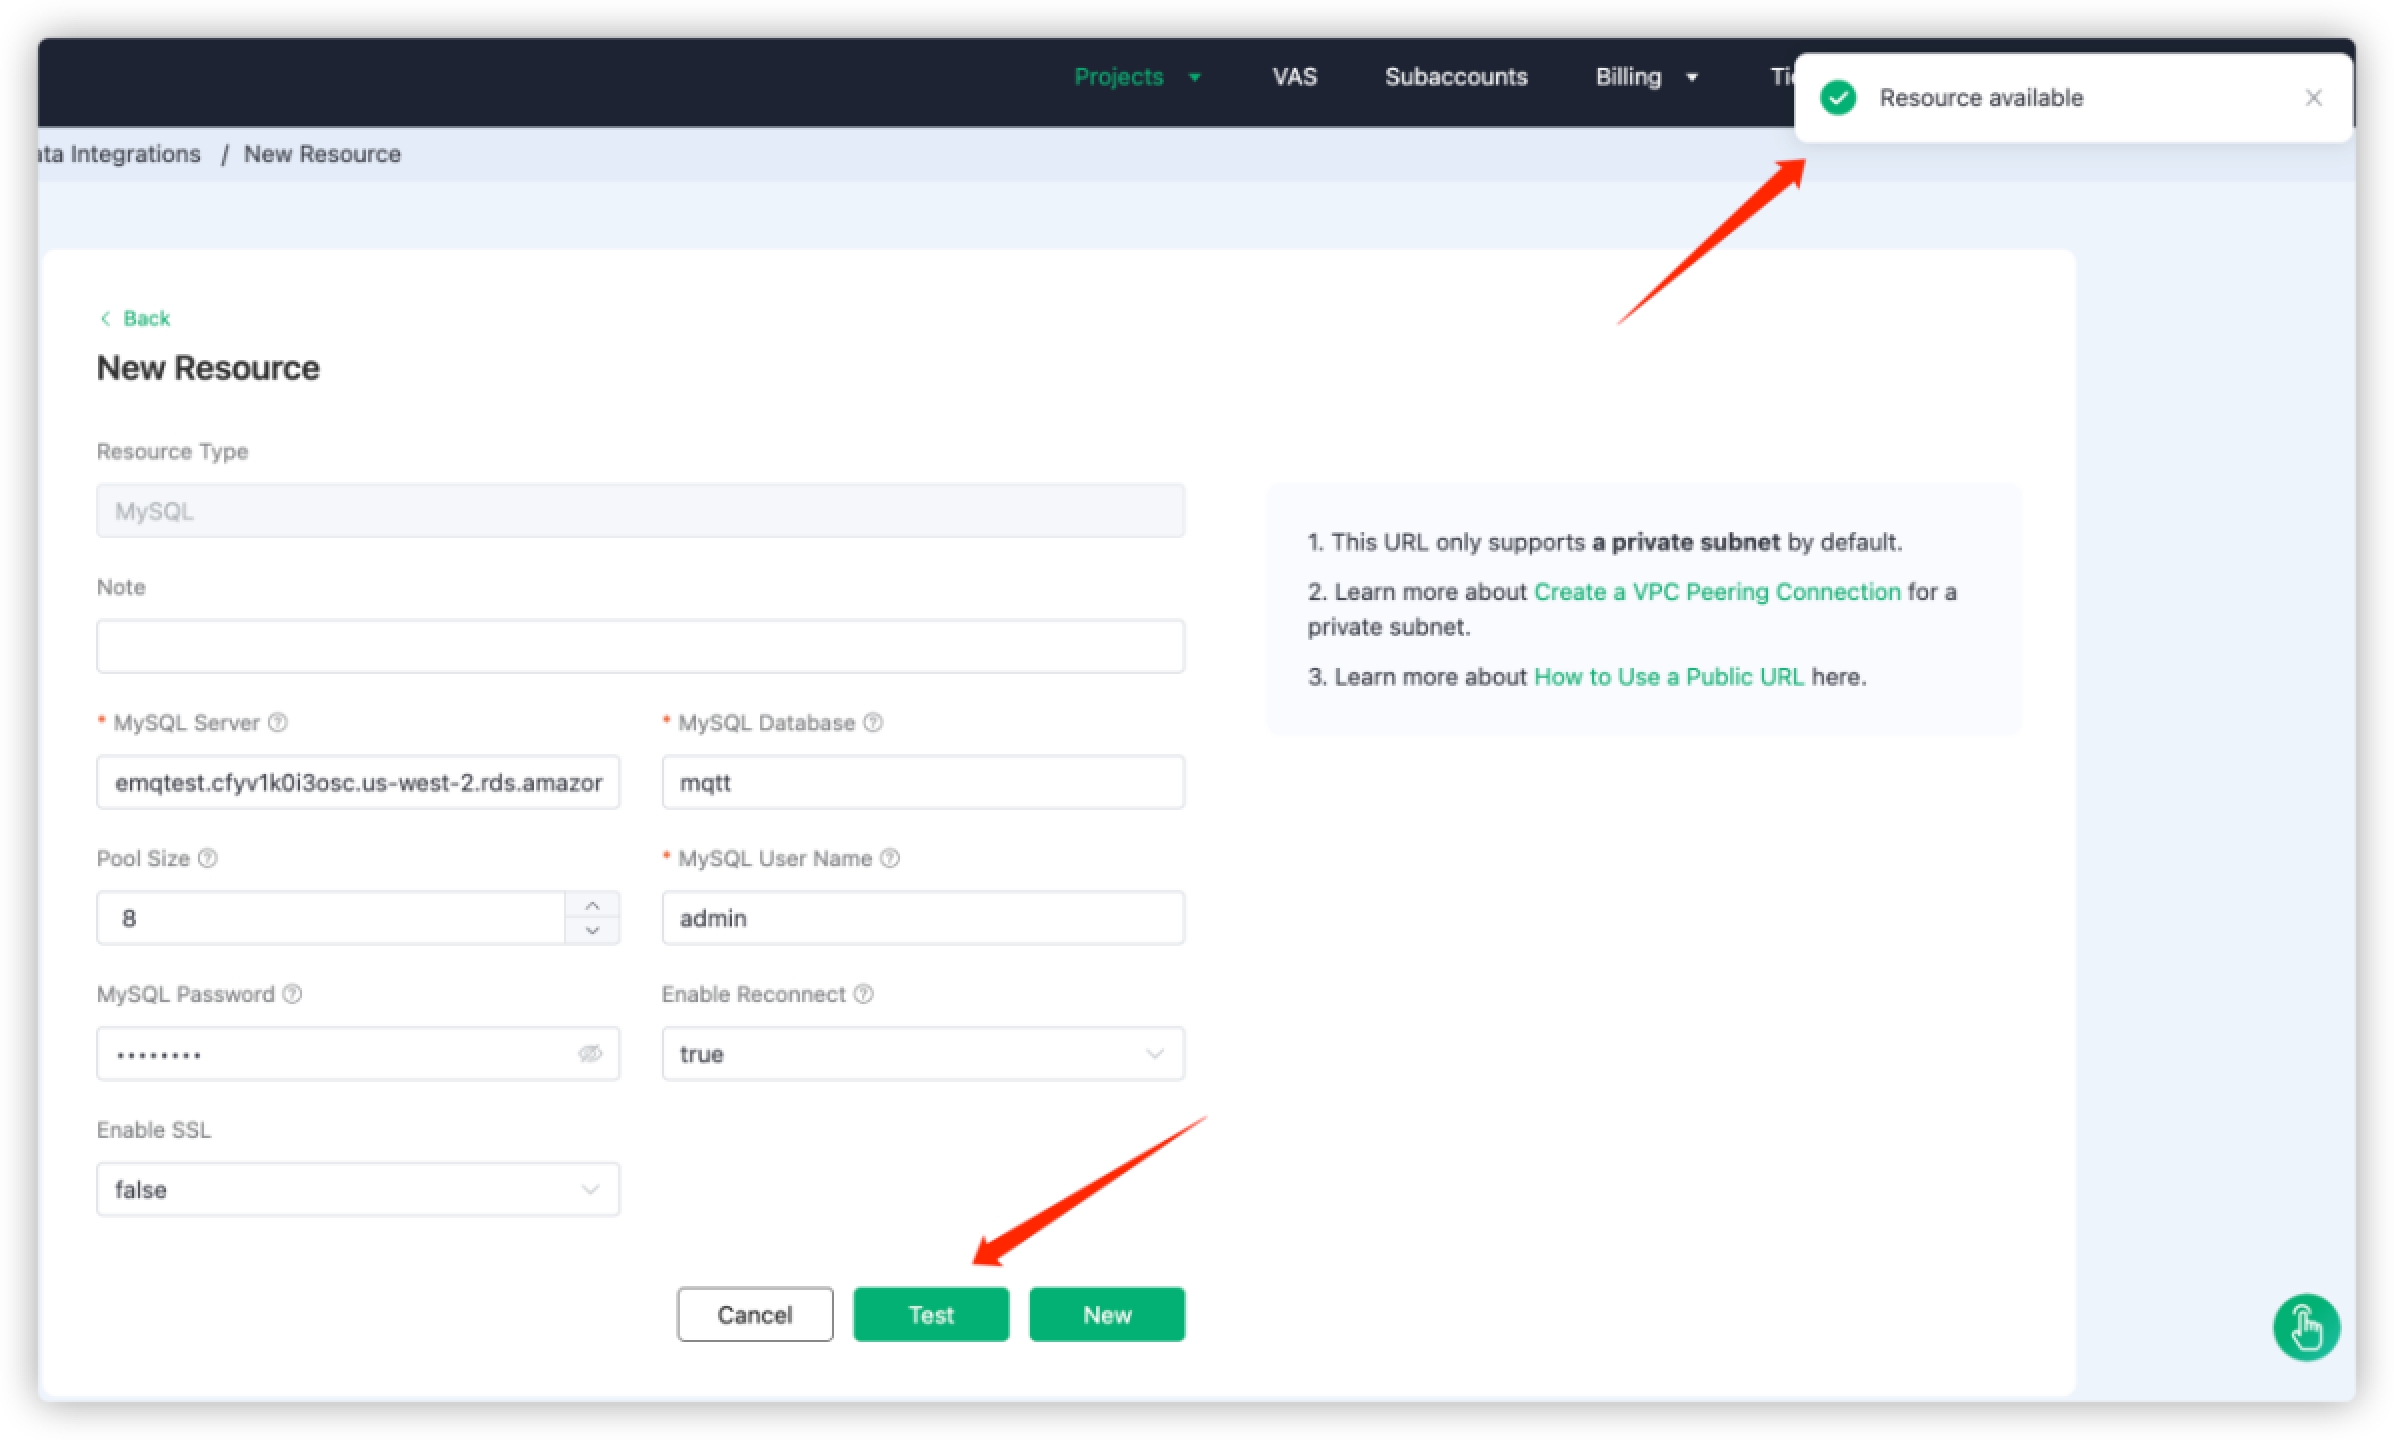 Projects
VAS
Subaccounts
Billing
Resource available
ata Integrations / New Resource
Back
New Resource
Resource Type
MySQL
Note
* MySQL Server
* MySQL Database
emqtest.cfyv1k0i3osc.us-west-2.rds.amazor
mqtt
Pool Size
* MySQL User Name
8
admin
MySQL Password
Enable Reconnect
••••••••
true
Enable SSL
false
Cancel
Test
New
1. This URL only supports a private subnet by default.
2. Learn more about Create a VPC Peering Connection for a
private subnet.
3. Learn more about How to Use a Public URL here.